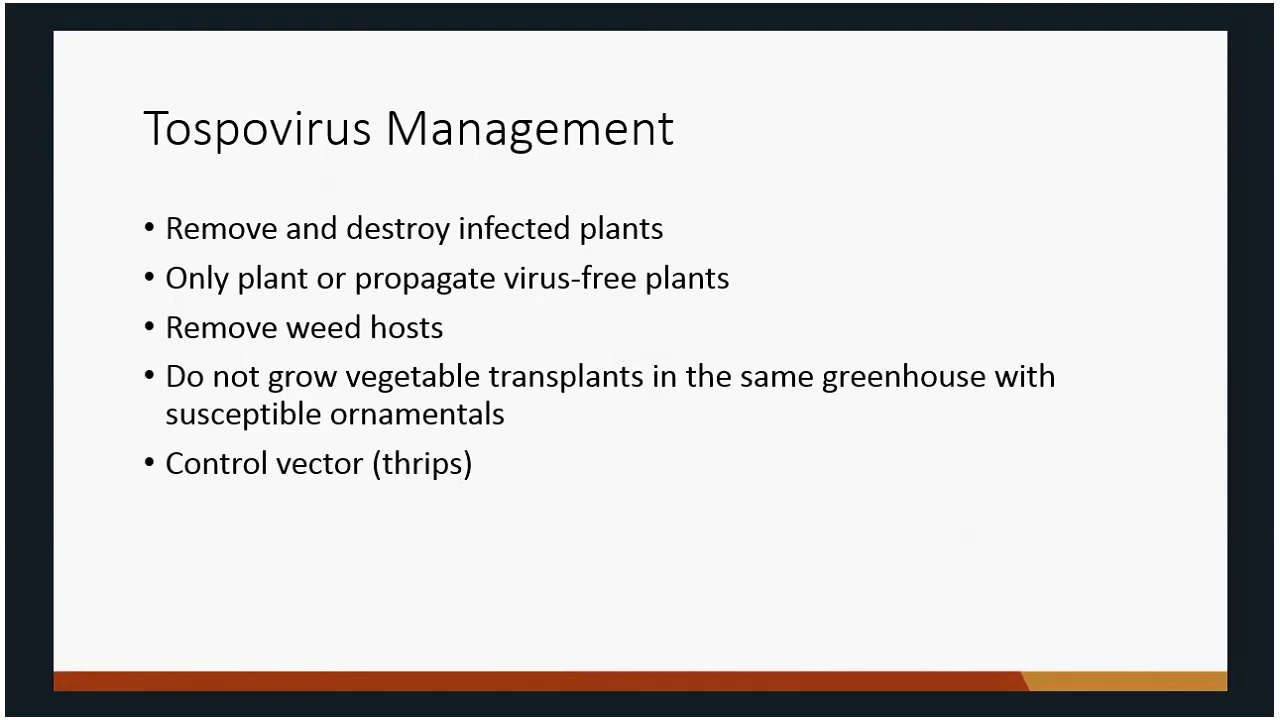 Tospovirus Management
• Remove and destroy infected plants
• Only plant or propagate virus-free plants
• Remove weed hosts
• Do not grow vegetable transplants in the same greenhouse with
susceptible ornamentals
• Control vector (thrips)